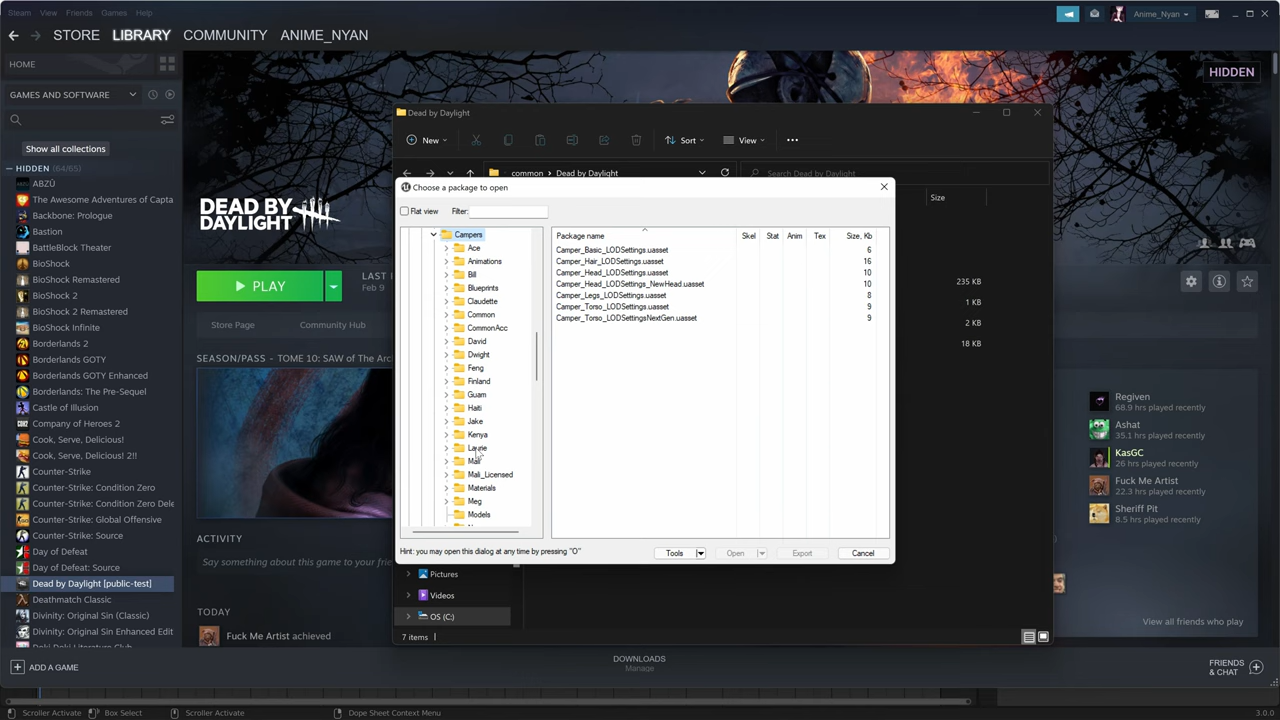 Steam View Friends Games Help
Anime_Nyan
STORE LIBRARY COMMUNITY ANIME_NYAN
HOME
HIDDEN
GAMES AND SOFTWARE
Show all collections
HIDDEN (64/65)
ABZÛ
The Awesome Adventures of Capta
Backbone: Prologue
Bastion
BattleBlock Theater
BioShock
BioShock Remastered
BioShock 2
BioShock 2 Remastered
BioShock Infinite
Borderlands 2
Borderlands GOTY
Borderlands GOTY Enhanced
Borderlands: The Pre-Sequel
Castle of Illusion
Company of Heroes 2
Cook, Serve, Delicious!
Cook, Serve, Delicious! 2!!
Counter-Strike
Counter-Strike: Condition Zero
Counter-Strike: Condition Zero Dele
Counter-Strike: Global Offensive
Counter-Strike: Source
Day of Defeat
Day of Defeat: Source
Dead by Daylight [public-test]
Deathmatch Classic
Divinity: Original Sin (Classic)
Divinity: Original Sin Enhanced Edit
Doki Doki Literature Club
ADD A GAME
DEAD BY
DAYLIGHT
PLAY
LAST
Feb 9
Store Page Community Hub
SEASON/PASS - TOME 10: SAW of The Arc
ACTIVITY
Say something about this game to your frie
TODAY
Fuck Me Artist achieved
Dead by Daylight
New
Sort
View
common > Dead by Daylight
Search Dead by Daylight
Size
235 KB
1 KB
2 KB
18 KB
Choose a package to open
Flat view Filter:
Campers
Ace
Animations
Bill
Blueprints
Claudette
Common
CommonAcc
David
Dwight
Feng
Finland
Guam
Haiti
Jake
Kenya
Laurie
Mali
Mali_Licensed
Materials
Meg
Models
Package name Skel Stat Anim Tex Size, Kb
Camper_Basic_LODSettings.uasset 6
Camper_Hair_LODSettings.uasset 16
Camper_Head_LODSettings.uasset 10
Camper_Head_LODSettings_NewHead.uasset 10
Camper_Legs_LODSettings.uasset 8
Camper_Torso_LODSettings.uasset 9
Camper_Torso_LODSettingsNextGen.uasset 9
Hint: you may open this dialog at any time by pressing "O"
Tools Open Export Cancel
Pictures
Videos
OS (C:)
7 items
Regiven
68.9 hrs played recently
Ashat
35.1 hrs played recently
KasGC
26 hrs played recently
Fuck Me Artist
22.3 hrs played recently
Sheriff Pit
8.5 hrs played recently
View all friends who play
DOWNLOADS
Manage
FRIENDS
& CHAT
Scroller Activate Box Select Scroller Activate Dope Sheet Context Menu 3.0.0